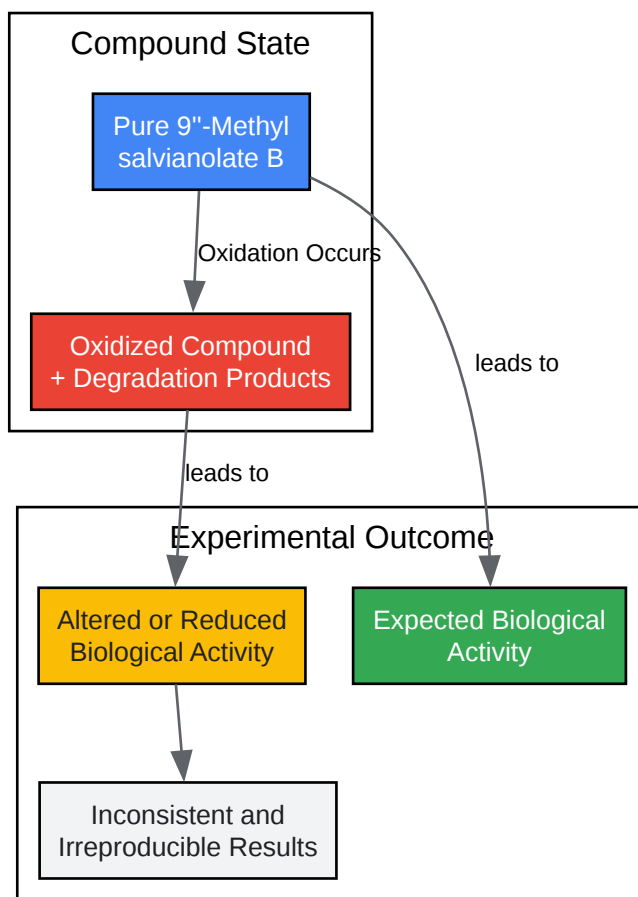 Compound State
Pure 9"-Methyl
salvianolate B
Oxidation Occurs
Oxidized Compound
+ Degradation Products
leads to
leads to
Experimental Outcome
Altered or Reduced
Biological Activity
Expected Biological
Activity
Inconsistent and
Irreproducible Results